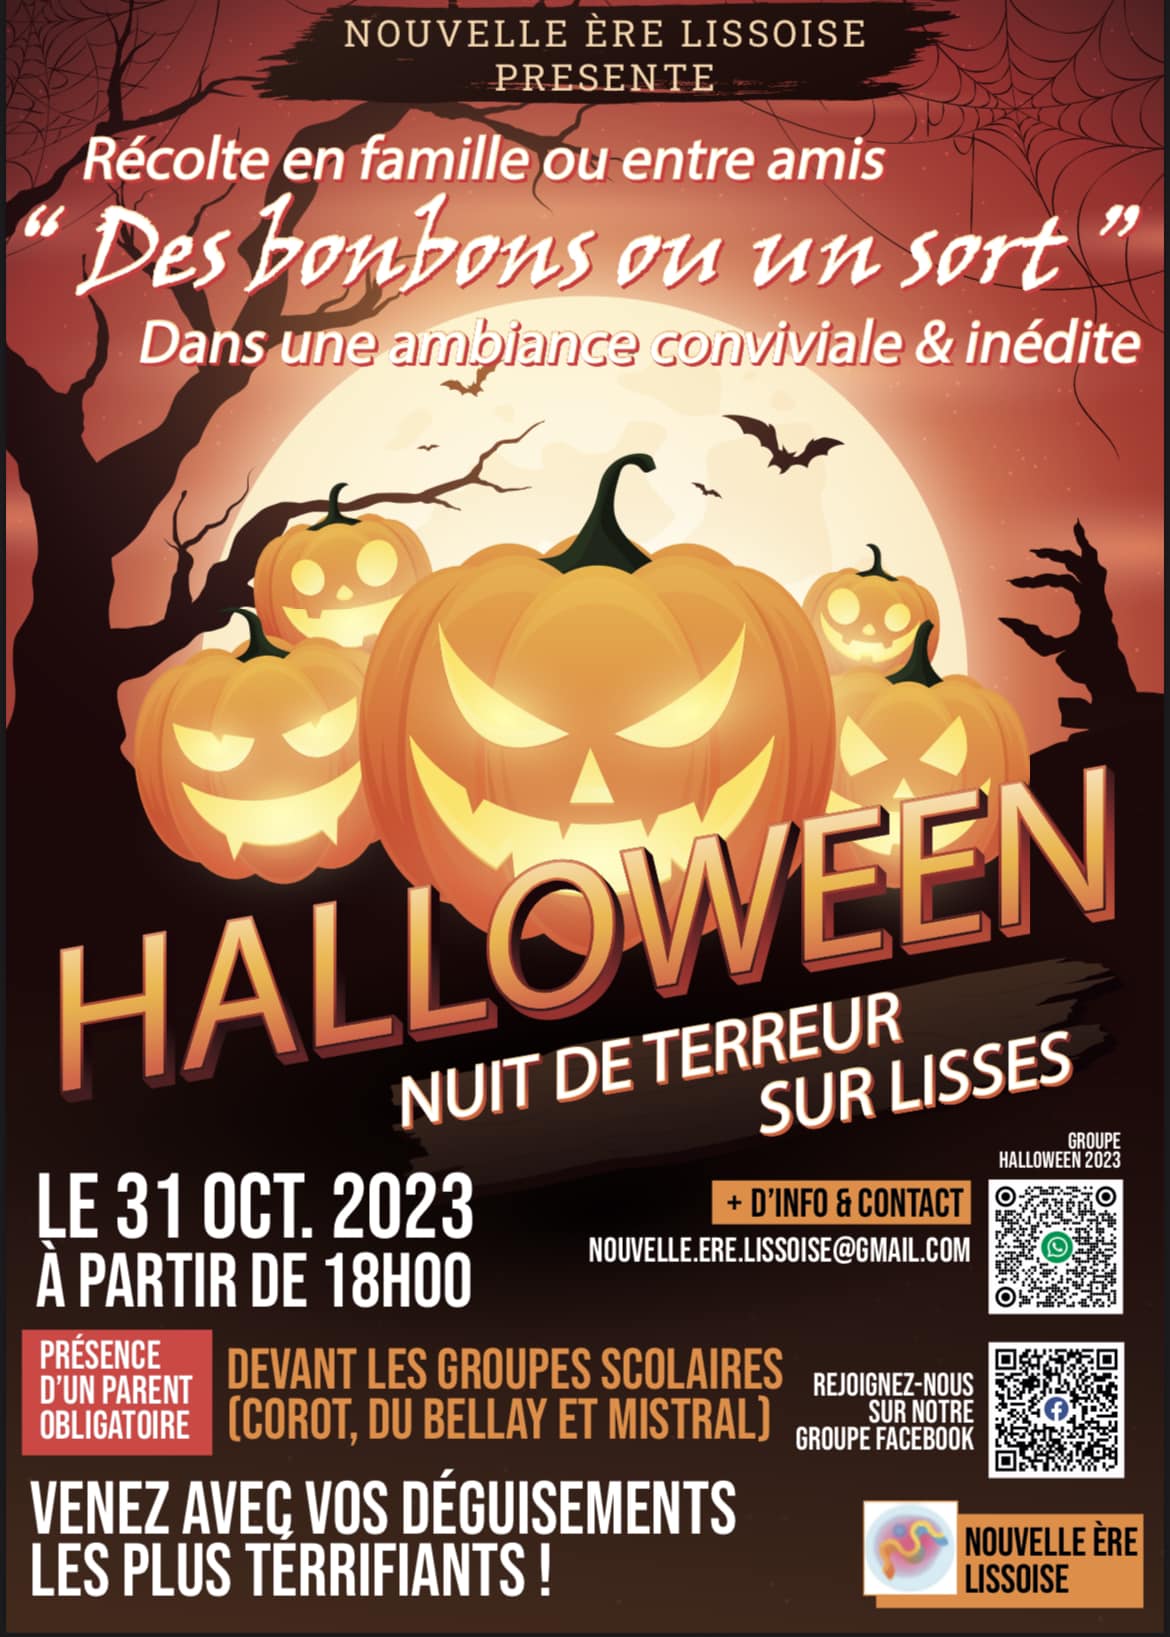 NOUVELLE ÈRE LISSOISE
PRESENTE
Récolte en famille ou entre amis
“ Des bonbons ou un sort ”
Dans une ambiance conviviale & inédite
HALLOWEEN
NUIT DE TERREUR
SUR LISSES
GROUPE
HALLOWEEN 2023
LE 31 OCT. 2023
À PARTIR DE 18H00
+ D’INFO & CONTACT
NOUVELLE.ERE.LISSOISE@GMAIL.COM
PRÉSENCE
D’UN PARENT
OBLIGATOIRE
DEVANT LES GROUPES SCOLAIRES
(COROT, DU BELLAY ET MISTRAL)
REJOIGNEZ-NOUS
SUR NOTRE
GROUPE FACEBOOK
VENEZ AVEC VOS DÉGUISEMENTS
LES PLUS TÉRRIFIANTS !
NOUVELLE ÈRE
LISSOISE